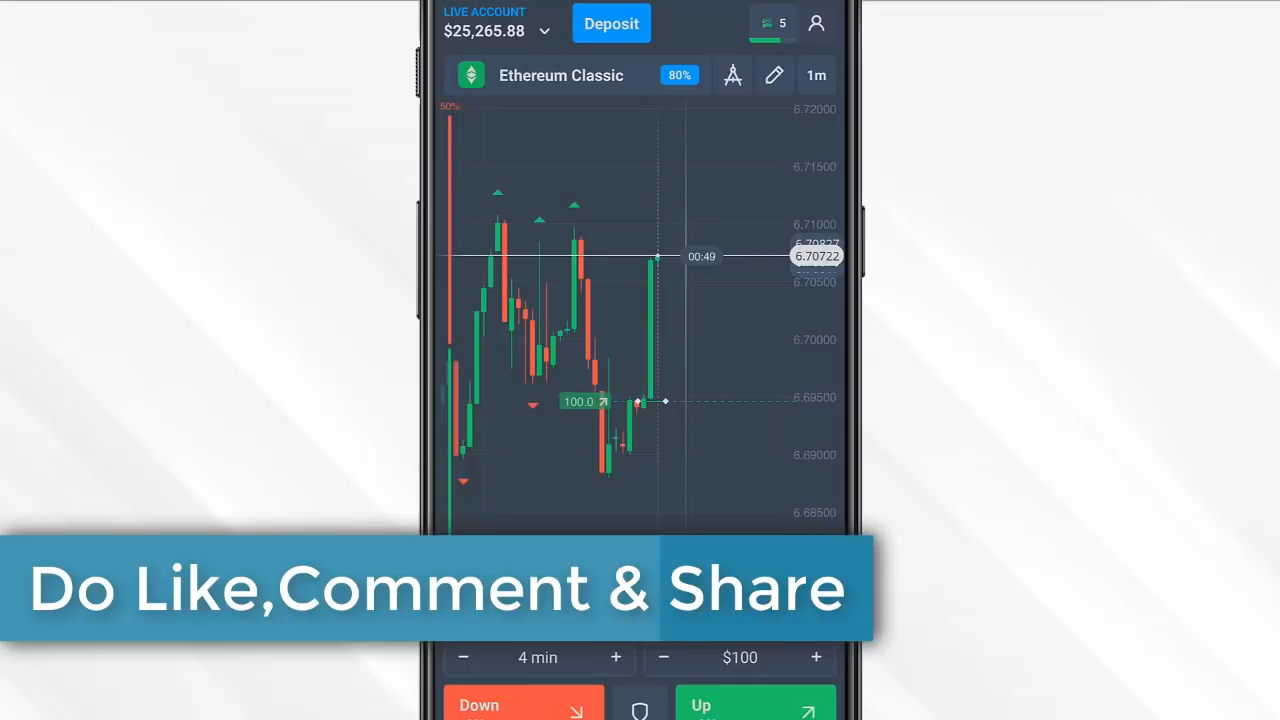 LIVE ACCOUNT
$25,265.88
Deposit
5
Ethereum Classic
80%
1m
50%
6.72000
6.71500
6.71000
6.70827
00:49
6.70722
6.70500
6.70000
100.0
6.69500
6.69000
6.68500
Do Like,Comment & Share
- 4 min +
- $100 +
Down
Up